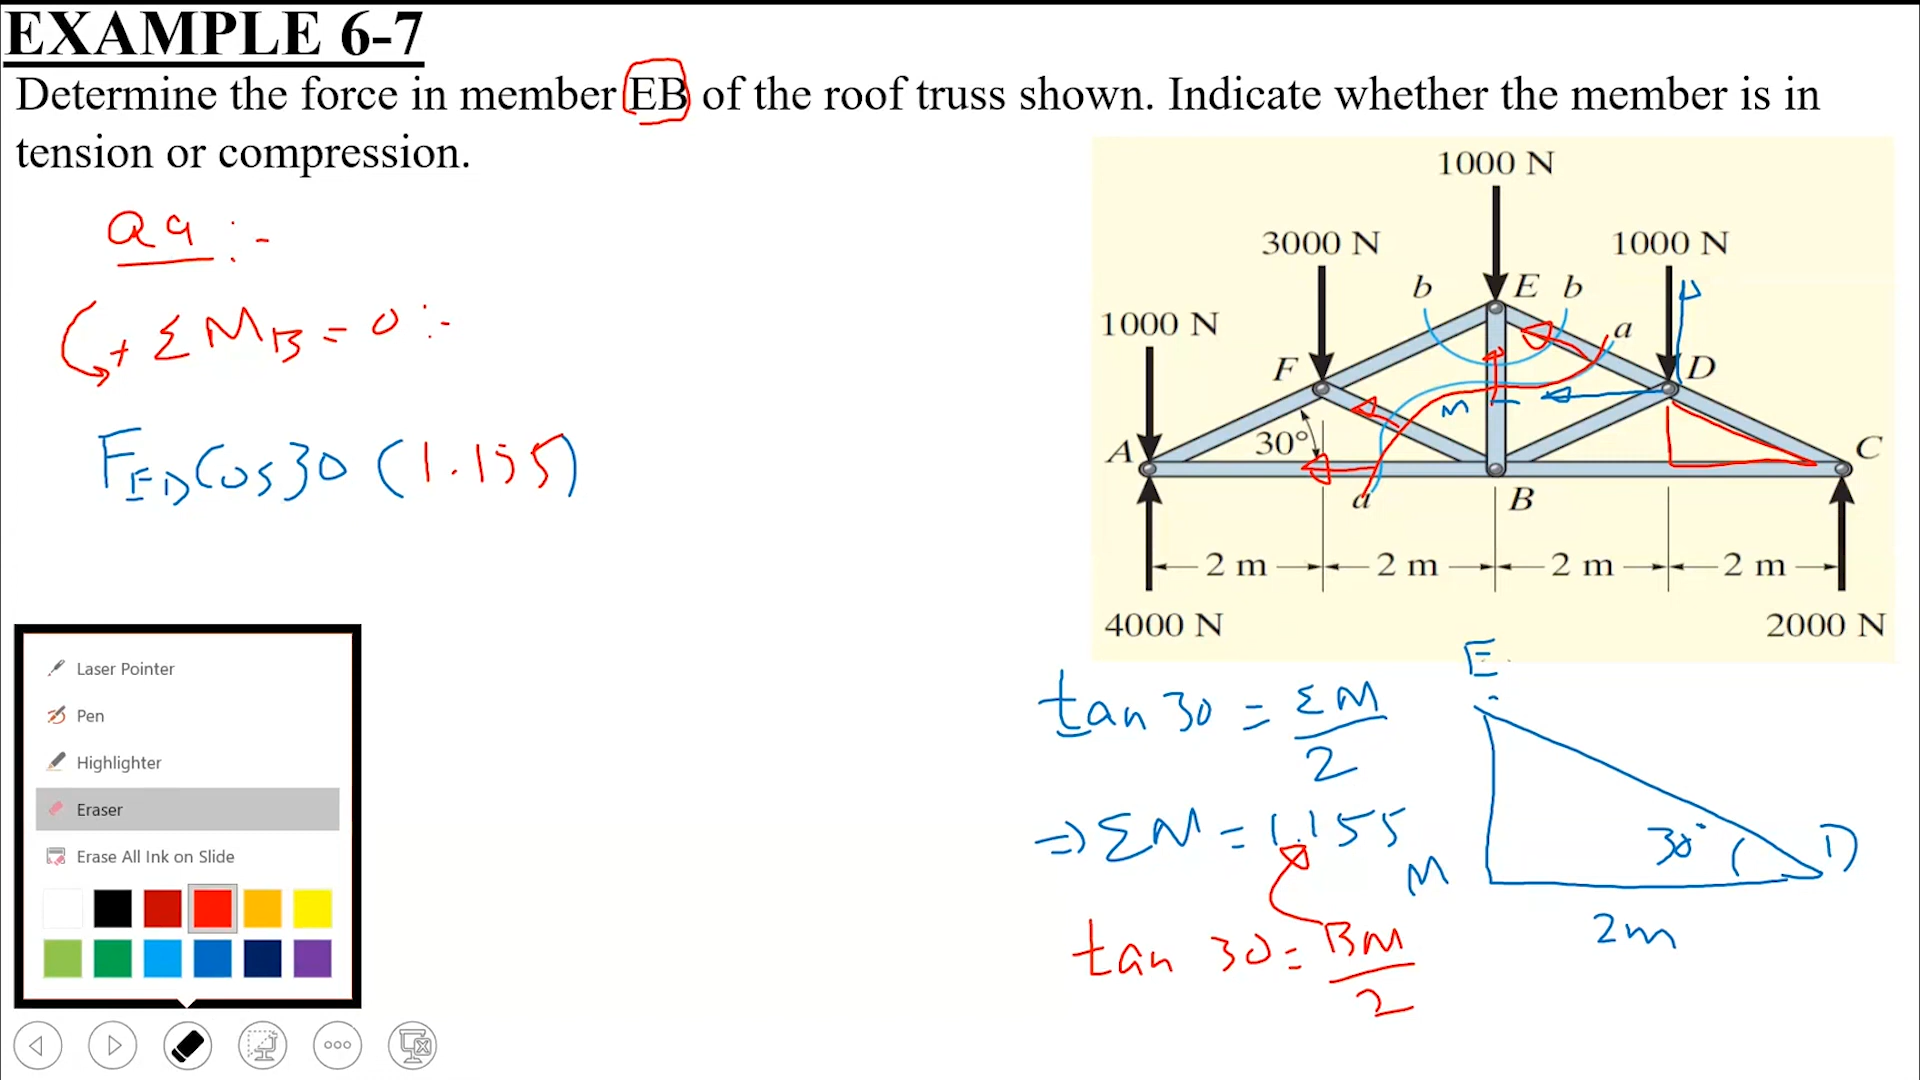 EXAMPLE 6-7
Determine the force in member EB of the roof truss shown. Indicate whether the member is in
tension or compression.
aa :-
+ ΣM_B = 0 :-
F_ED Cos30 (1.155)
1000 N
3000 N
1000 N
1000 N
b
E
b
a
F
D
M
30°
A
C
a
B
2 m
2 m
2 m
2 m
4000 N
2000 N
tan 30 = EM/2
⇒ EM = 1.155
tan 30 = BM/2
E
30°
D
M
2m
Laser Pointer
Pen
Highlighter
Eraser
Erase All Ink on Slide